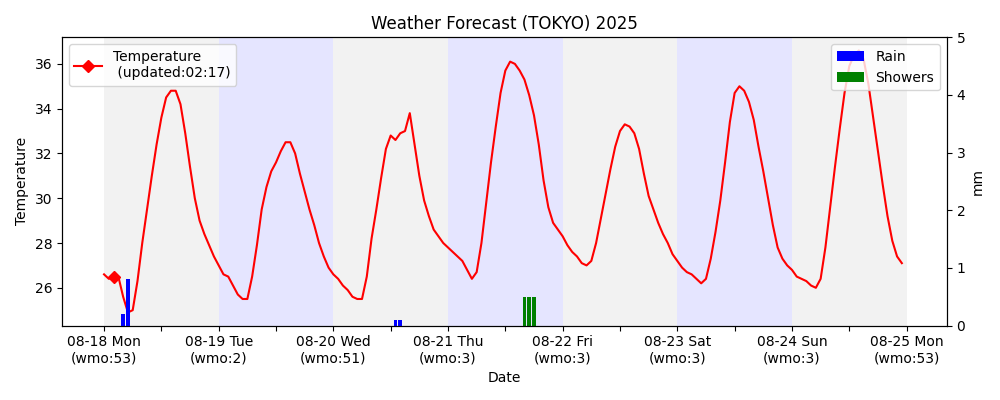 Weather Forecast (TOKYO) 2025
Temperature
(updated:02:17)
Rain
Showers
Temperature
36
34
32
30
28
26
5
4
3
2
1
0
mm
08-18 Mon 08-19 Tue 08-20 Wed 08-21 Thu 08-22 Fri 08-23 Sat 08-24 Sun 08-25 Mon
(wmo:53) (wmo:2) (wmo:51) (wmo:3) (wmo:3) (wmo:3) (wmo:3) (wmo:53)
Date